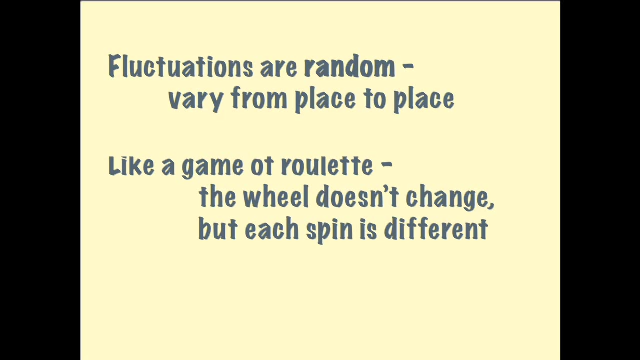 Fluctuations are random –
vary from place to place
Like a game of roulette –
the wheel doesn't change,
but each spin is different